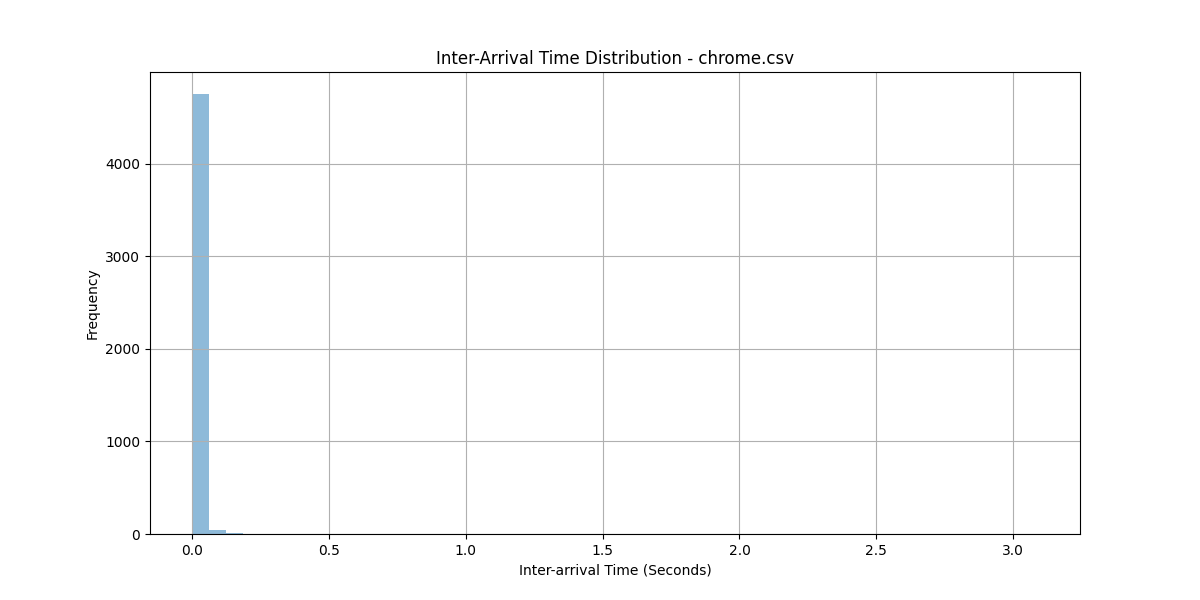 Inter-Arrival Time Distribution - chrome.csv
Frequency
4000
3000
2000
1000
0
0.0 0.5 1.0 1.5 2.0 2.5 3.0
Inter-arrival Time (Seconds)